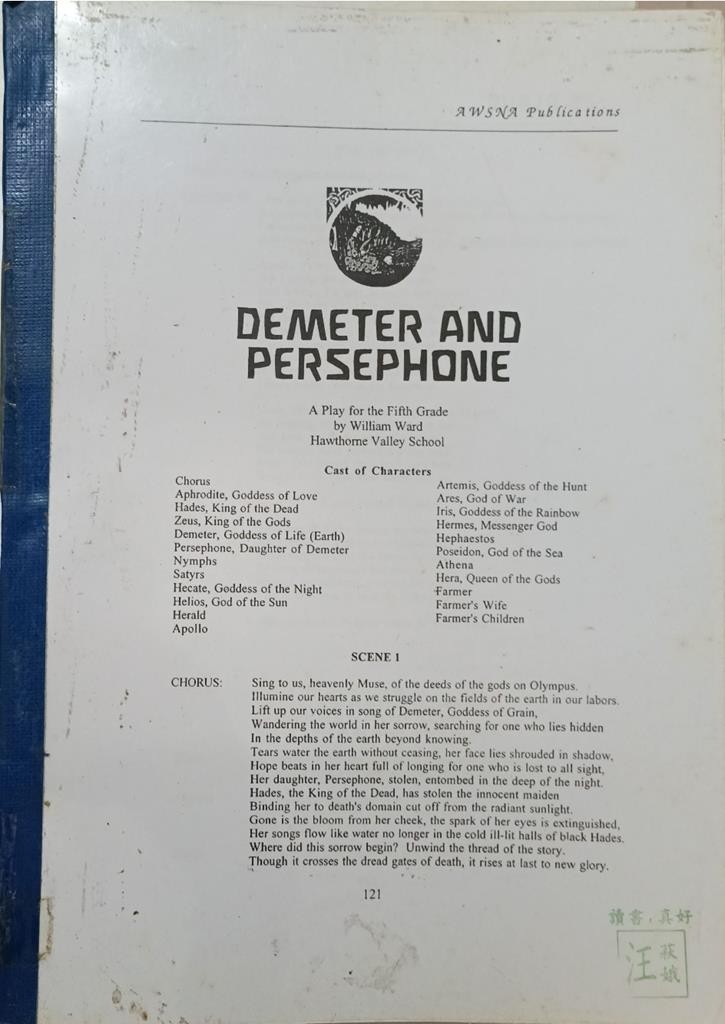 AWSNA Publications
DEMETER AND
PERSEPHONE
A Play for the Fifth Grade
by William Ward
Hawthorne Valley School
Cast of Characters
Chorus
Aphrodite, Goddess of Love
Hades, King of the Dead
Zeus, King of the Gods
Demeter, Goddess of Life (Earth)
Persephone, Daughter of Demeter
Nymphs
Satyrs
Hecate, Goddess of the Night
Helios, God of the Sun
Herald
Apollo
Artemis, Goddess of the Hunt
Ares, God of War
Iris, Goddess of the Rainbow
Hermes, Messenger God
Hephaestos
Poseidon, God of the Sea
Athena
Hera, Queen of the Gods
Farmer
Farmer's Wife
Farmer's Children
SCENE 1
CHORUS: Sing to us, heavenly Muse, of the deeds of the gods on Olympus.
Illumine our hearts as we struggle on the fields of the earth in our labors.
Lift up our voices in song of Demeter, Goddess of Grain,
Wandering the world in her sorrow, searching for one who lies hidden
In the depths of the earth beyond knowing.
Tears water the earth without ceasing, her face lies shrouded in shadow,
Hope beats in her heart full of longing for one who is lost to all sight,
Her daughter, Persephone, stolen, entombed in the deep of the night.
Hades, the King of the Dead, has stolen the innocent maiden
Binding her to death's domain cut off from the radiant sunlight.
Gone is the bloom from her cheek, the spark of her eyes is extinguished,
Her songs flow like water no longer in the cold ill-lit halls of black Hades.
Where did this sorrow begin? Unwind the thread of the story.
Though it crosses the dread gates of death, it rises at last to new glory.
121
讀書,真好
汪萩娥